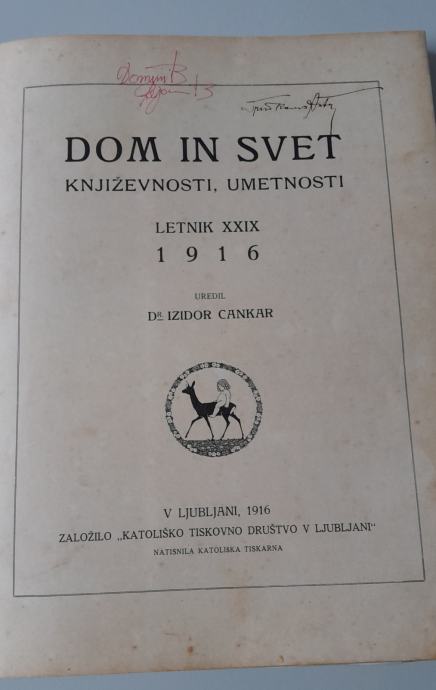 DOM IN SVET
KNJIŽEVNOSTI, UMETNOSTI
LETNIK XXIX
1916
UREDIL
DR. IZIDOR CANKAR
V LJUBLJANI, 1916
ZALOŽILO „KATOLIŠKO TISKOVNO DRUŠTVO V LJUBLJANI“
NATISNILA KATOLIŠKA TISKARNA